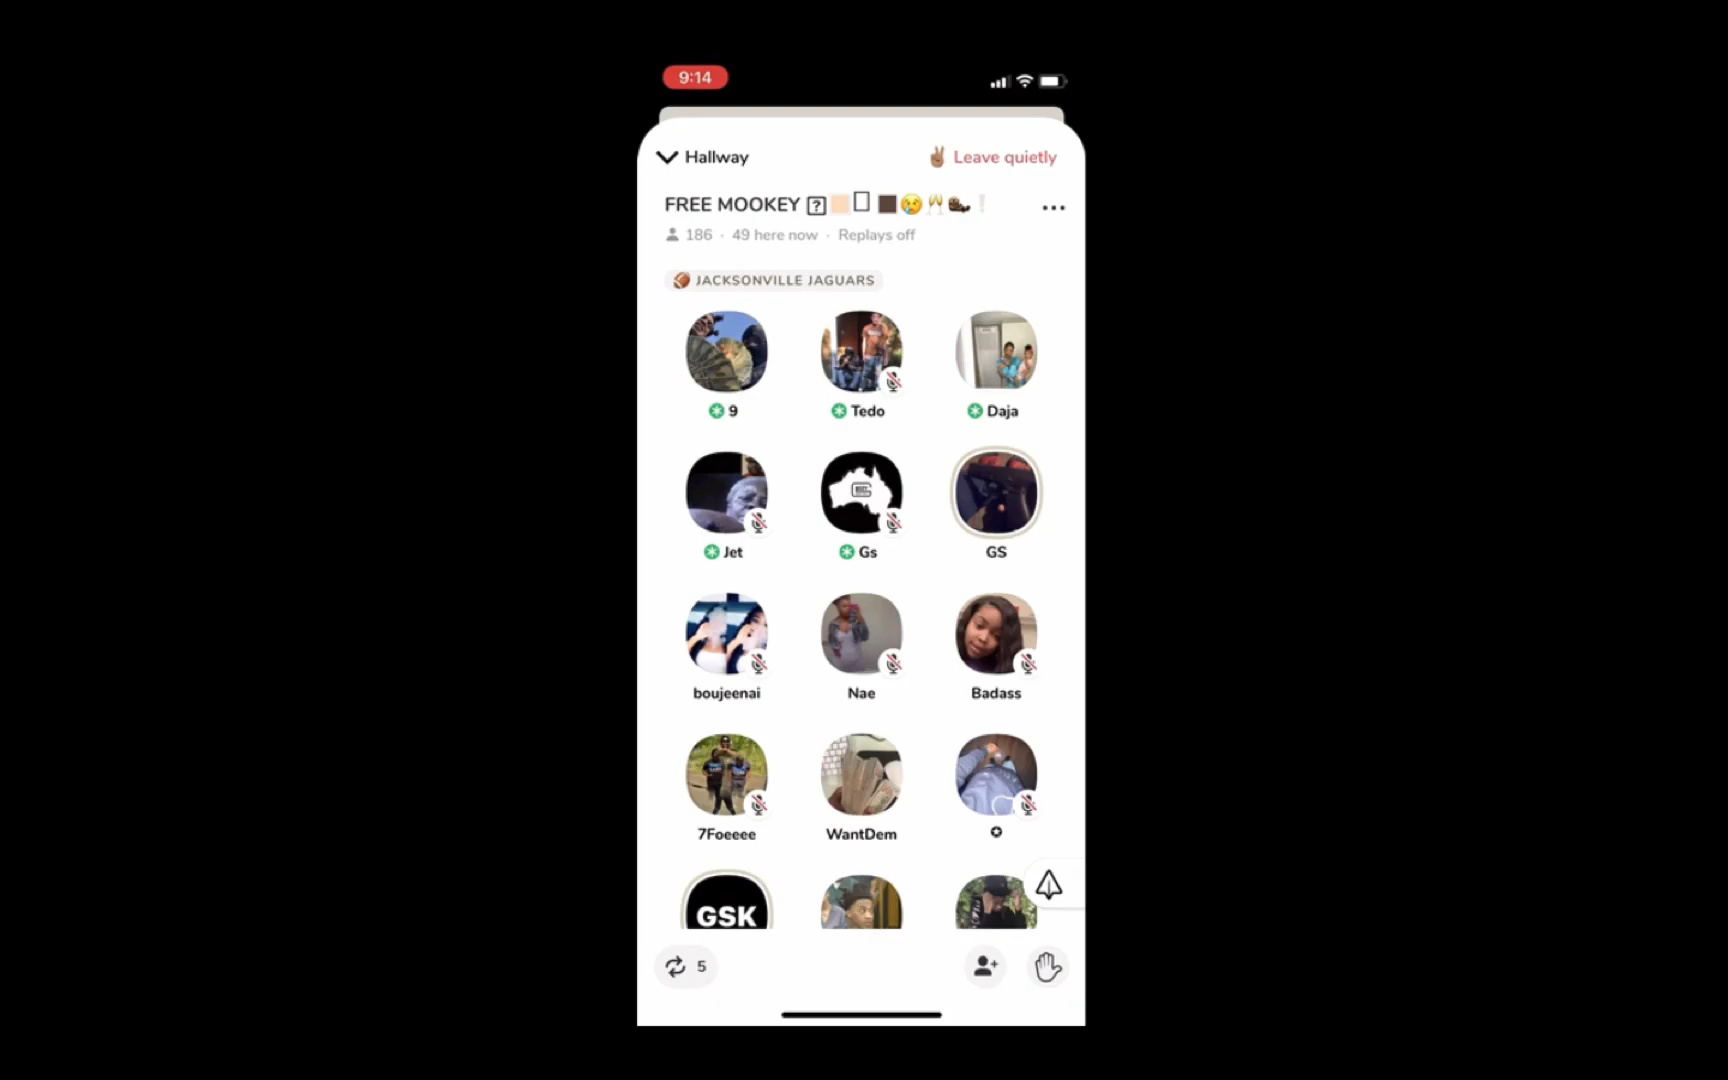 9:14
Hallway
✌🏽 Leave quietly
FREE MOOKEY
186 · 49 here now · Replays off
🏈 JACKSONVILLE JAGUARS
9
Tedo
Daja
Jet
Gs
GS
boujeenai
Nae
Badass
7Foeeee
WantDem
✪
GSK
5